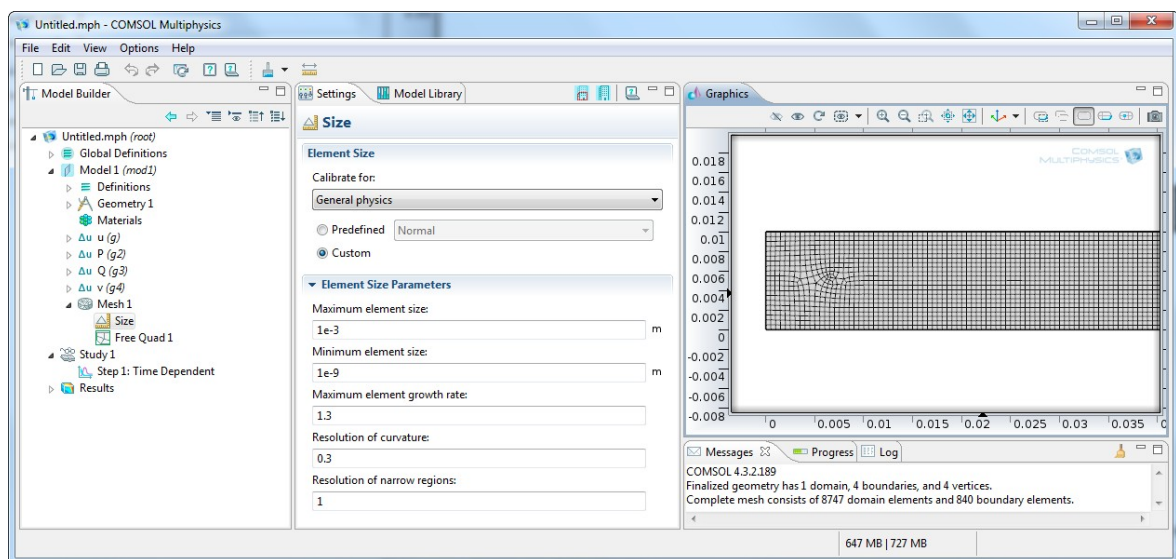 Untitled.mph - COMSOL Multiphysics
File Edit View Options Help
Model Builder
Untitled.mph (root)
Global Definitions
Model 1 (mod1)
Definitions
Geometry 1
Materials
Δu u (g)
Δu P (g2)
Δu Q (g3)
Δu v (g4)
Mesh 1
Size
Free Quad 1
Study 1
Step 1: Time Dependent
Results
Settings Model Library
Size
Element Size
Calibrate for:
General physics
Predefined Normal
Custom
Element Size Parameters
Maximum element size:
1e-3 m
Minimum element size:
1e-9 m
Maximum element growth rate:
1.3
Resolution of curvature:
0.3
Resolution of narrow regions:
1
Graphics
COMSOL
MULTIPHYSICS
0.018
0.016
0.014
0.012
0.01
0.008
0.006
0.004
0.002
0
-0.002
-0.004
-0.006
-0.008
0 0.005 0.01 0.015 0.02 0.025 0.03 0.035
Messages Progress Log
COMSOL 4.3.2.189
Finalized geometry has 1 domain, 4 boundaries, and 4 vertices.
Complete mesh consists of 8747 domain elements and 840 boundary elements.
647 MB | 727 MB